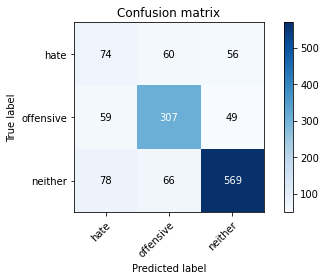 Confusion matrix
hate 74 60 56
offensive 59 307 49
neither 78 66 569
hate offensive neither
True label
Predicted label
500
400
300
200
100